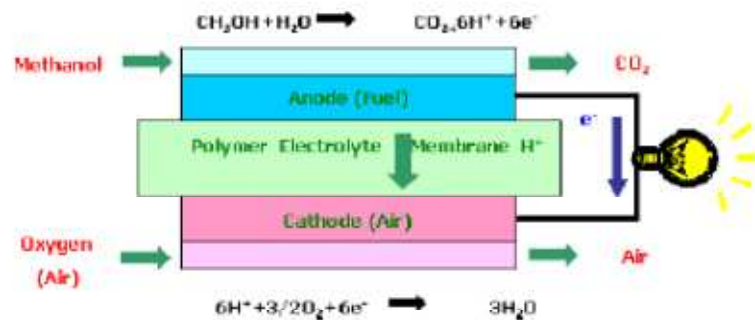 CH₃OH+H₂O → CO₂+6H⁺+6e⁻
Methanol
CO₂
Anode (Fuel)
e⁻
Polymer Electrolyte Membrane H⁺
Cathode (Air)
Oxygen
(Air)
Air
6H⁺+3/2O₂+6e⁻ → 3H₂O